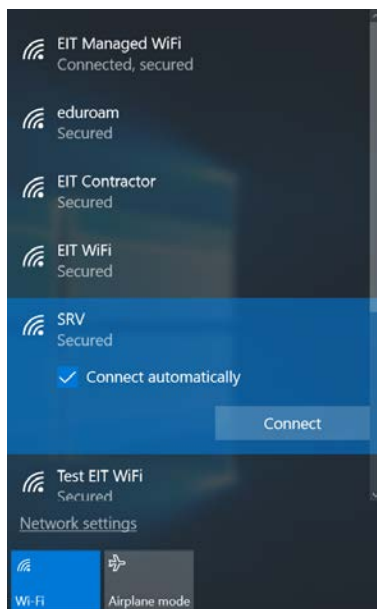 EIT Managed WiFi
Connected, secured
eduroam
Secured
EIT Contractor
Secured
EIT WiFi
Secured
SRV
Secured
Connect automatically
Connect
Test EIT WiFi
Secured
Network settings
Wi-Fi
Airplane mode